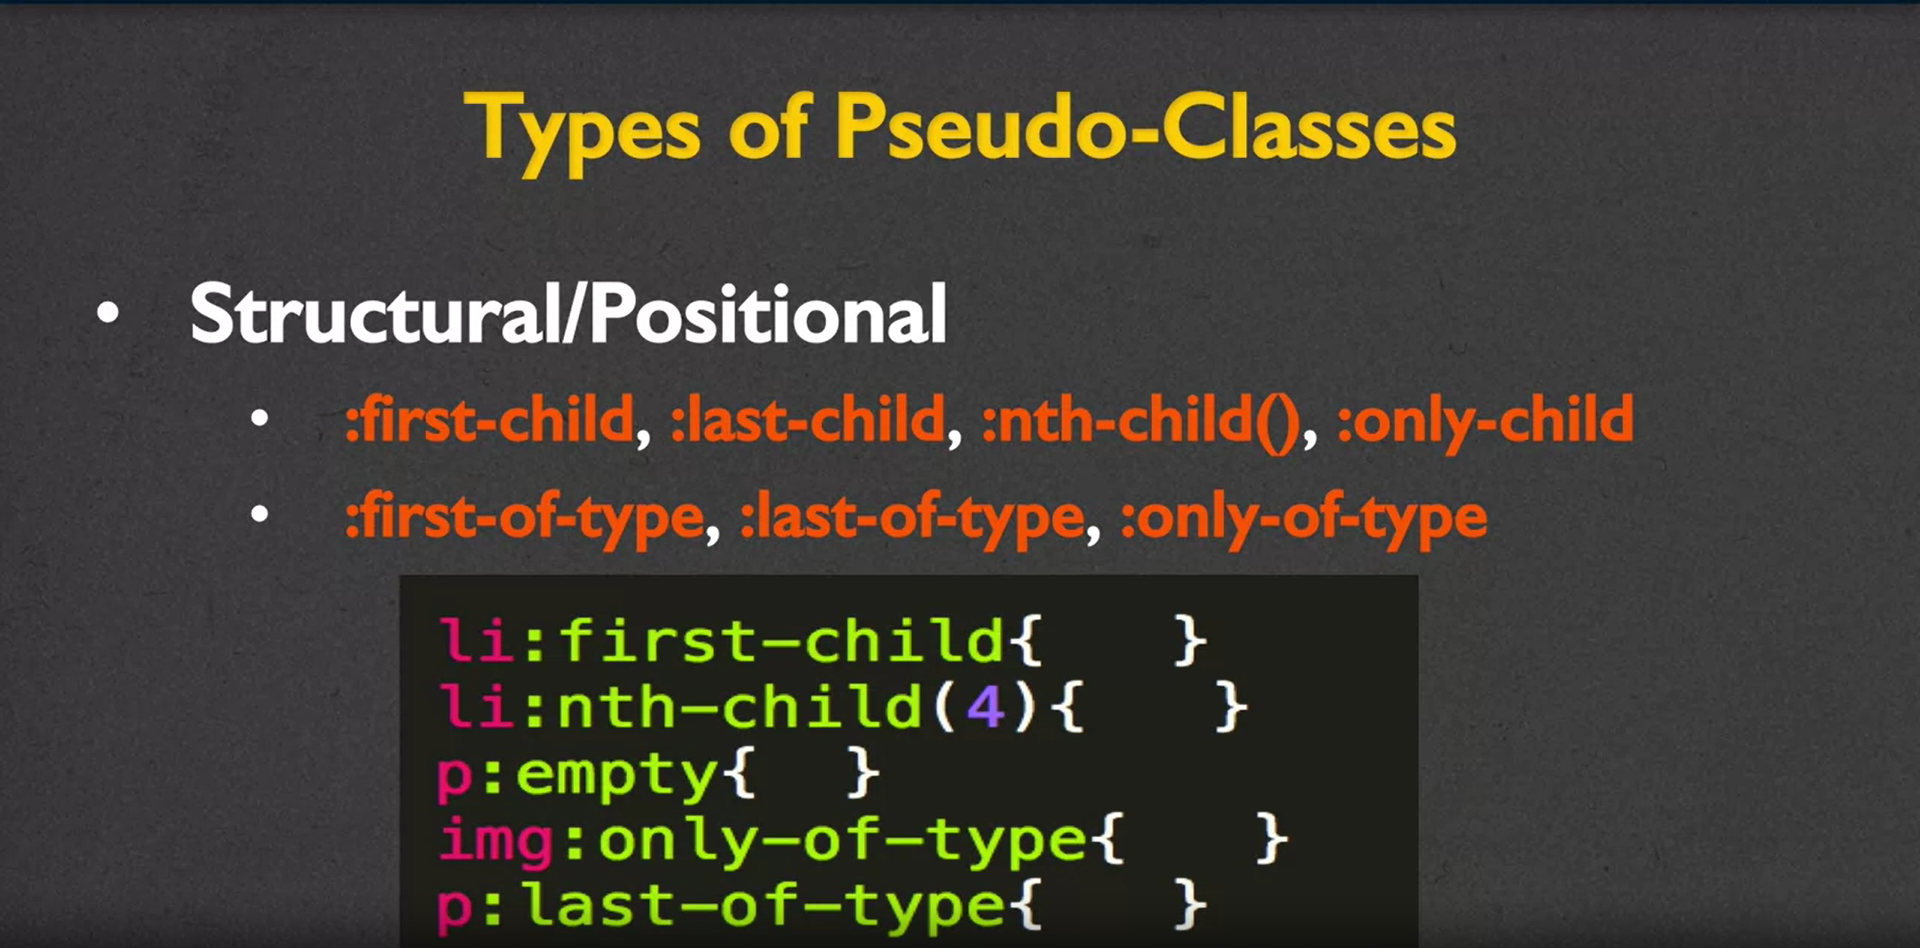 Types of Pseudo-Classes
• Structural/Positional
• :first-child, :last-child, :nth-child(), :only-child
• :first-of-type, :last-of-type, :only-of-type
li:first-child{   }
li:nth-child(4){   }
p:empty{  }
img:only-of-type{   }
p:last-of-type{   }